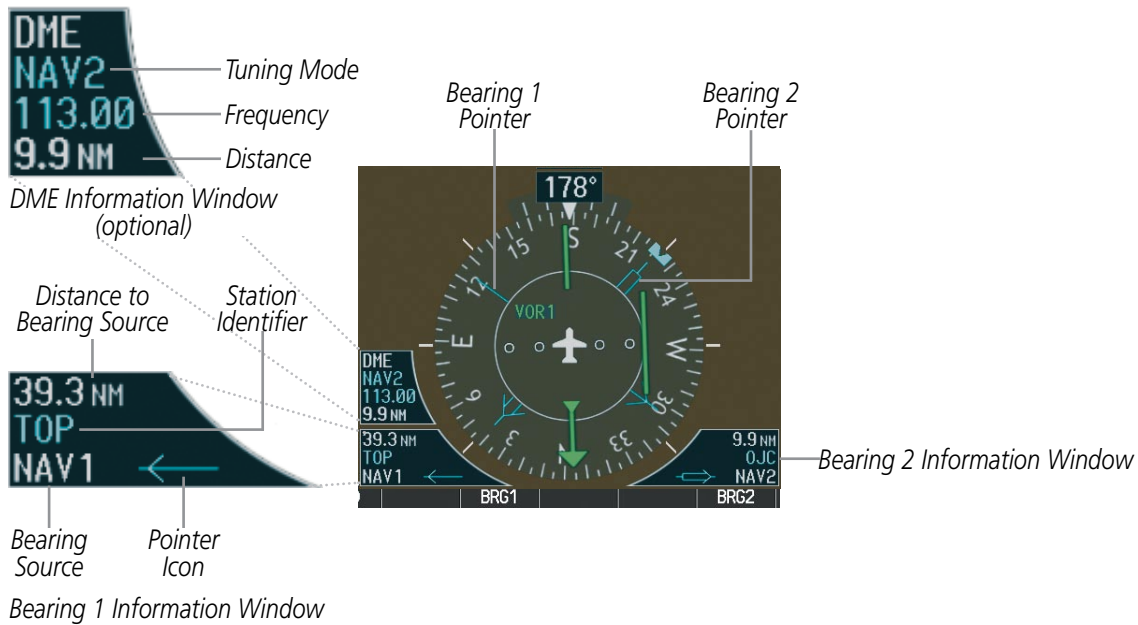 DME
NAV2
113.00
9.9 NM
Tuning Mode
Frequency
Distance
DME Information Window
(optional)
Bearing 1
Pointer
Bearing 2
Pointer
Distance to
Bearing Source
Station
Identifier
39.3 NM
TOP
NAV1
Bearing
Source
Pointer
Icon
Bearing 1 Information Window
178°
S
21
24
W
30
33
N
3
6
E
12
15
VOR1
DME
NAV2
113.00
9.9 NM
39.3 NM
TOP
NAV1
9.9 NM
OJC
NAV2
BRG1
BRG2
Bearing 2 Information Window